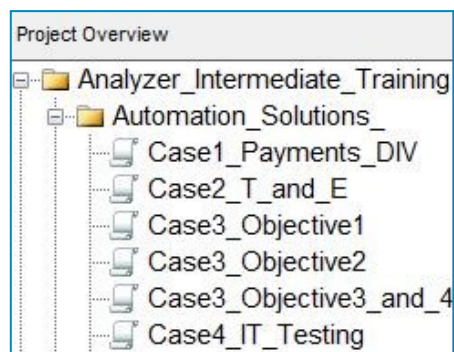 Project Overview
Analyzer_Intermediate_Training
Automation_Solutions_
Case1_Payments_DIV
Case2_T_and_E
Case3_Objective1
Case3_Objective2
Case3_Objective3_and_4
Case4_IT_Testing